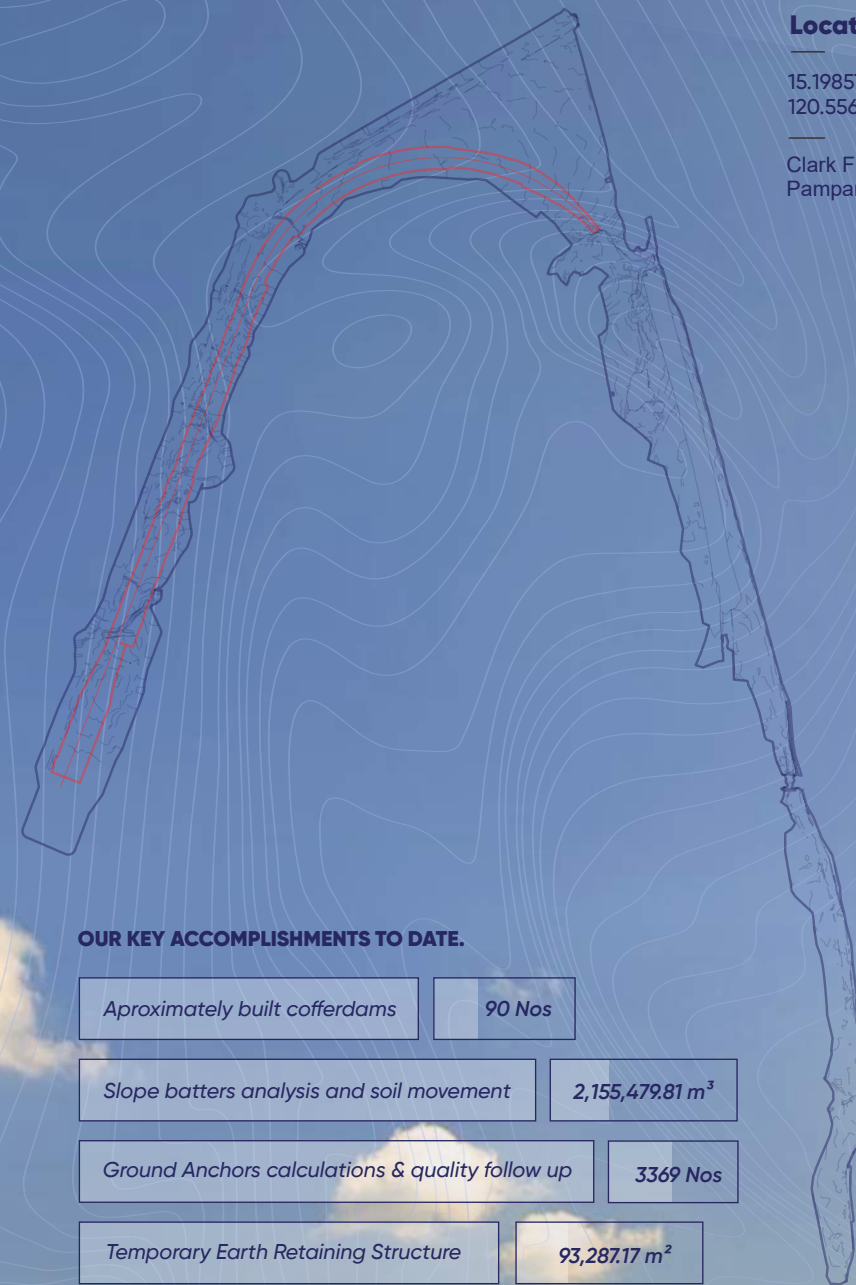 15.1985
120.556
Clark F
OUR KEY ACCOMPLISHMENTS TO DATE.
Aproximately built cofferdams
90 Nos
Slope batters analysis and soil movement
2,155,479.81 m³
Ground Anchors calculations & quality follow up
3369 Nos
Temporary Earth Retaining Structure
93,287.17 m²